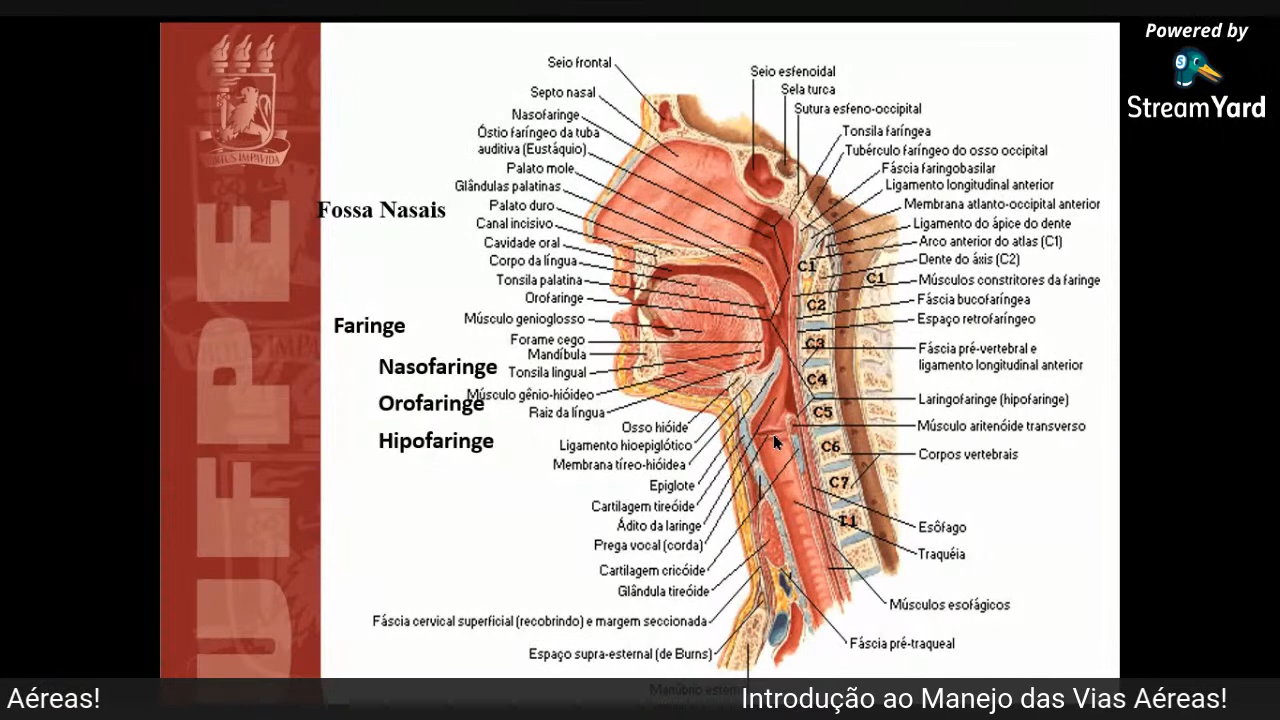 Powered by
StreamYard
VIRTUS IMPAVIDA
UFPE
Fossa Nasais
Faringe
Nasofaringe
Orofaringe
Hipofaringe
Seio frontal
Septo nasal
Nasofaringe
Óstio faríngeo da tuba
auditiva (Eustáquio)
Palato mole
Glândulas palatinas
Palato duro
Canal incisivo
Cavidade oral
Corpo da língua
Tonsila palatina
Orofaringe
Músculo genioglosso
Forame cego
Mandíbula
Tonsila lingual
Músculo gênio-hióideo
Raiz da língua
Osso hióide
Ligamento hioepiglótico
Membrana tíreo-hióidea
Epiglote
Cartilagem tireóide
Ádito da laringe
Prega vocal (corda)
Cartilagem cricóide
Glândula tireóide
Fáscia cervical superficial (recobrindo) e margem seccionada
Espaço supra-esternal (de Burns)
Seio esfenoidal
Sela turca
Sutura esfeno-occipital
Tonsila faríngea
Tubérculo faríngeo do osso occipital
Fáscia faringobasilar
Ligamento longitudinal anterior
Membrana atlanto-occipital anterior
Ligamento do ápice do dente
Arco anterior do atlas (C1)
Dente do áxis (C2)
Músculos constritores da faringe
Fáscia bucofaríngea
Espaço retrofaríngeo
Fáscia pré-vertebral e
ligamento longitudinal anterior
Laringofaringe (hipofaringe)
Músculo aritenóide transverso
Corpos vertebrais
Esôfago
Traquéia
Músculos esofágicos
Fáscia pré-traqueal
C1
C1
C2
C3
C4
C5
C6
C7
T1
Aéreas!
Introdução ao Manejo das Vias Aéreas!